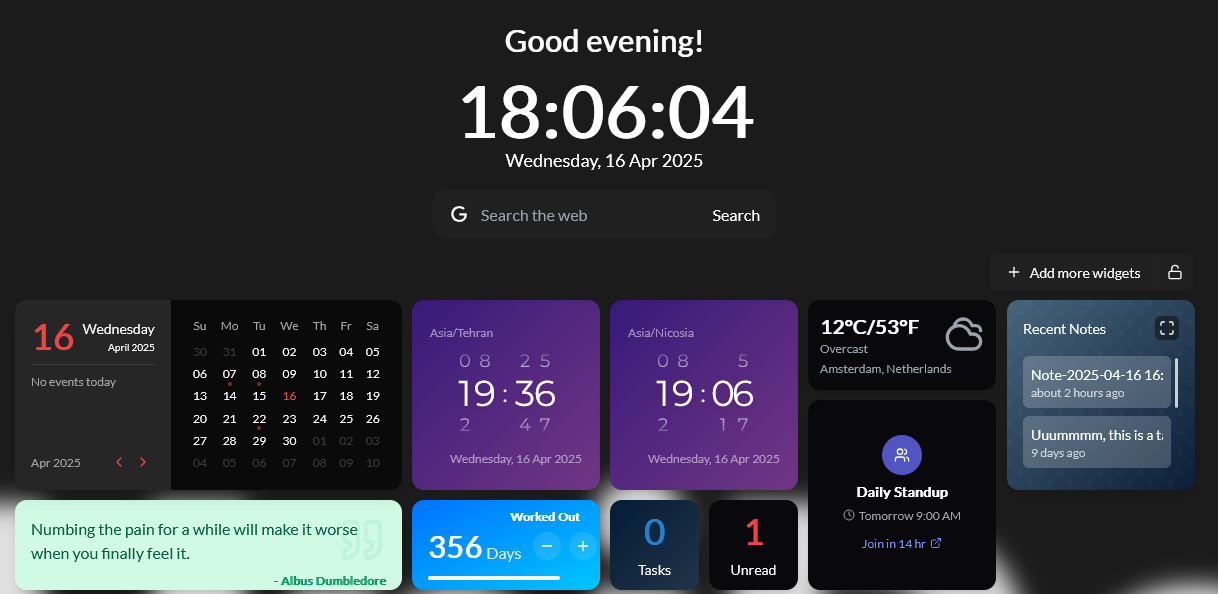 Good evening!
18:06:04
Wednesday, 16 Apr 2025
G Search the web Search
+ Add more widgets
16 Wednesday
April 2025
No events today
Apr 2025
Su Mo Tu We Th Fr Sa
30 31 01 02 03 04 05
06 07 08 09 10 11 12
13 14 15 16 17 18 19
20 21 22 23 24 25 26
27 28 29 30 01 02 03
04 05 06 07 08 09 10
Asia/Tehran
08 25
19:36
2 47
Wednesday, 16 Apr 2025
Asia/Nicosia
08 5
19:06
2 17
Wednesday, 16 Apr 2025
12°C/53°F
Overcast
Amsterdam, Netherlands
Recent Notes
Note-2025-04-16 16:
about 2 hours ago
Uuummmm, this is a t
9 days ago
Daily Standup
Tomorrow 9:00 AM
Join in 14 hr
Numbing the pain for a while will make it worse
when you finally feel it.
- Albus Dumbledore
Worked Out
356 Days
− +
0
Tasks
1
Unread